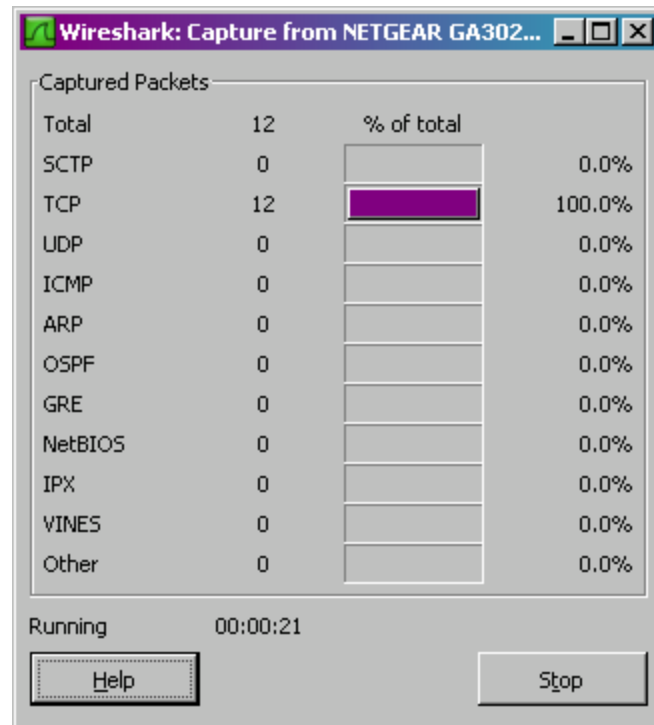 Wireshark: Capture from NETGEAR GA302...
Captured Packets
Total 12 % of total
SCTP 0 0.0%
TCP 12 100.0%
UDP 0 0.0%
ICMP 0 0.0%
ARP 0 0.0%
OSPF 0 0.0%
GRE 0 0.0%
NetBIOS 0 0.0%
IPX 0 0.0%
VINES 0 0.0%
Other 0 0.0%
Running 00:00:21
Help Stop